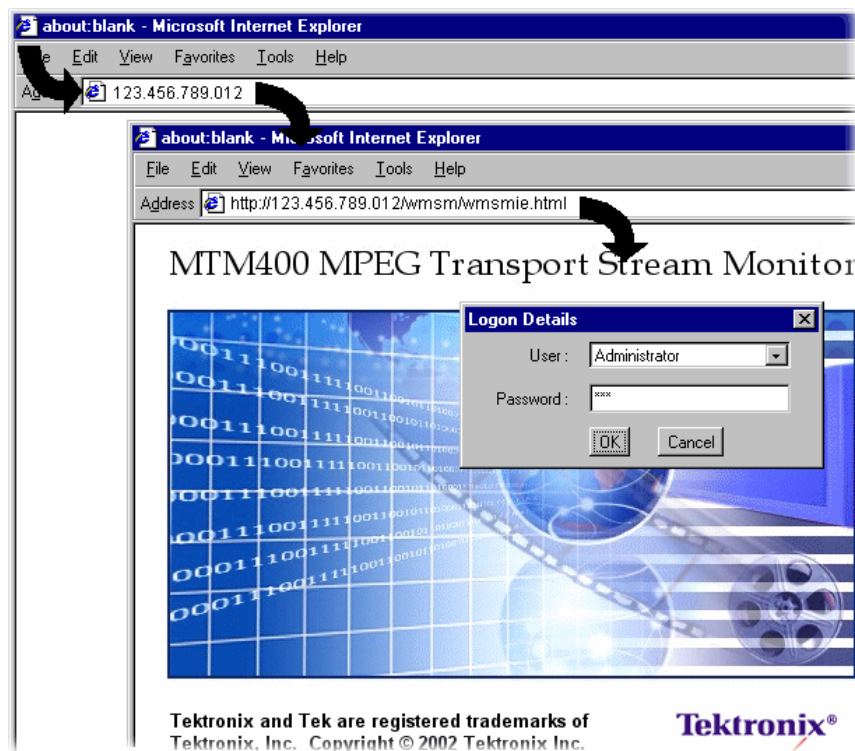 about:blank - Microsoft Internet Explorer
Edit View Favorites Tools Help
123.456.789.012
about:blank - Microsoft Internet Explorer
File Edit View Favorites Tools Help
Address http://123.456.789.012/wmsm/wmsmie.html
MTM400 MPEG Transport Stream Monitor
Logon Details
User : Administrator
Password : ***
OK Cancel
Tektronix and Tek are registered trademarks of
Tektronix, Inc. Copyright © 2002 Tektronix Inc.
Tektronix®